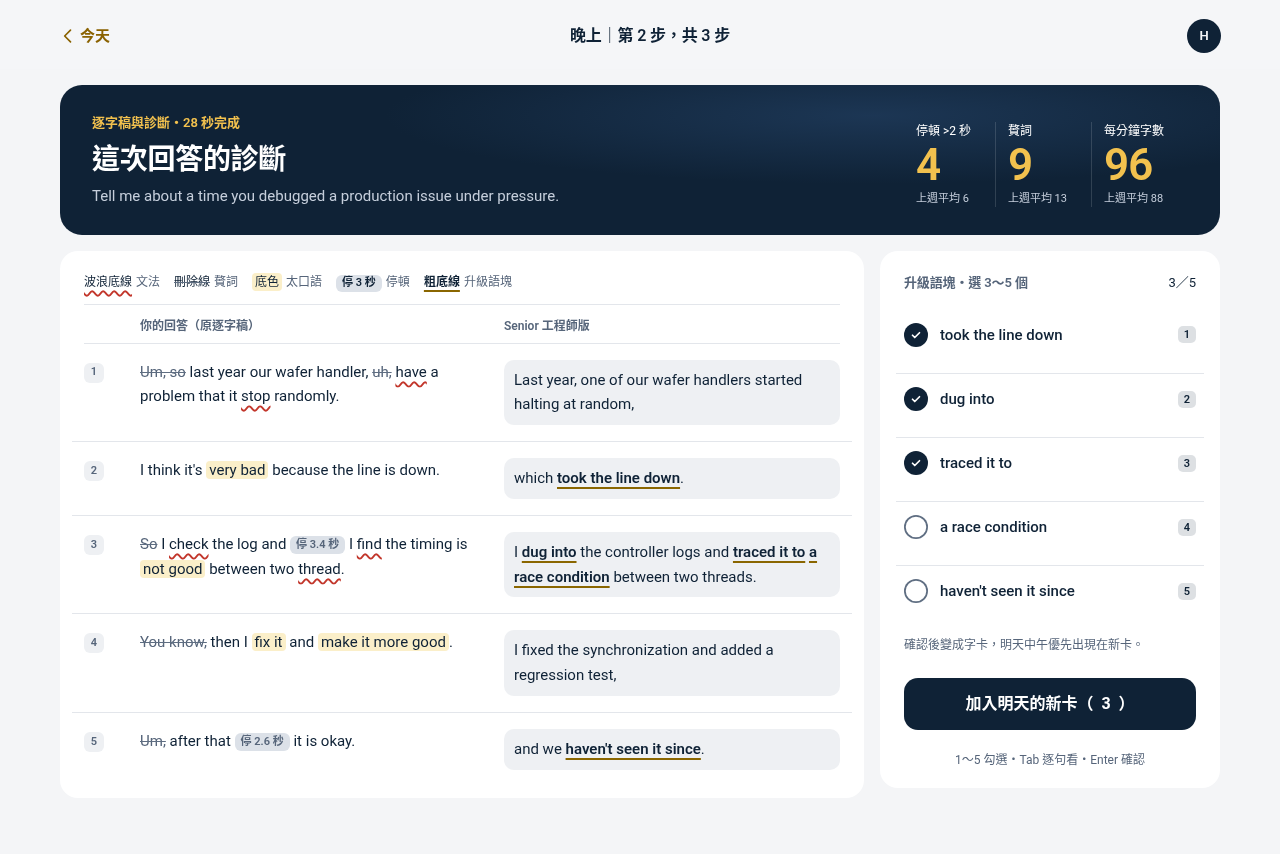 今天
晚上｜第 2 步，共 3 步
H
逐字稿與診斷・28 秒完成
這次回答的診斷
Tell me about a time you debugged a production issue under pressure.
停頓 >2 秒
4
上週平均 6
贅詞
9
上週平均 13
每分鐘字數
96
上週平均 88
波浪底線 文法 刪除線 贅詞 底色 太口語 停 3 秒 停頓 粗底線 升級語塊
你的回答（原逐字稿）
Senior 工程師版
1
Um, so last year our wafer handler, uh, have a
problem that it stop randomly.
Last year, one of our wafer handlers started
halting at random,
2
I think it's very bad because the line is down.
which took the line down.
3
So I check the log and 停 3.4 秒 I find the timing is
not good between two thread.
I dug into the controller logs and traced it to a
race condition between two threads.
4
You know, then I fix it and make it more good.
I fixed the synchronization and added a
regression test,
5
Um, after that 停 2.6 秒 it is okay.
and we haven't seen it since.
升級語塊・選 3〜5 個
3／5
took the line down 1
dug into 2
traced it to 3
a race condition 4
haven't seen it since 5
確認後變成字卡，明天中午優先出現在新卡。
加入明天的新卡（ 3 ）
1〜5 勾選・Tab 逐句看・Enter 確認